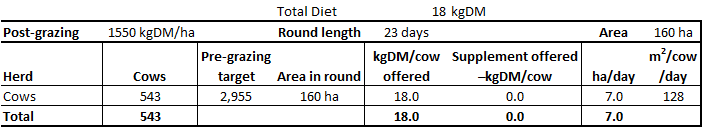 Total Diet 18 kgDM
Post-grazing 1550 kgDM/ha Round length 23 days Area 160 ha
Herd Cows Pre-grazing target Area in round kgDM/cow offered Supplement offered –kgDM/cow ha/day m²/cow /day
Cows 543 2,955 160 ha 18.0 0.0 7.0 128
Total 543 18.0 0.0 7.0